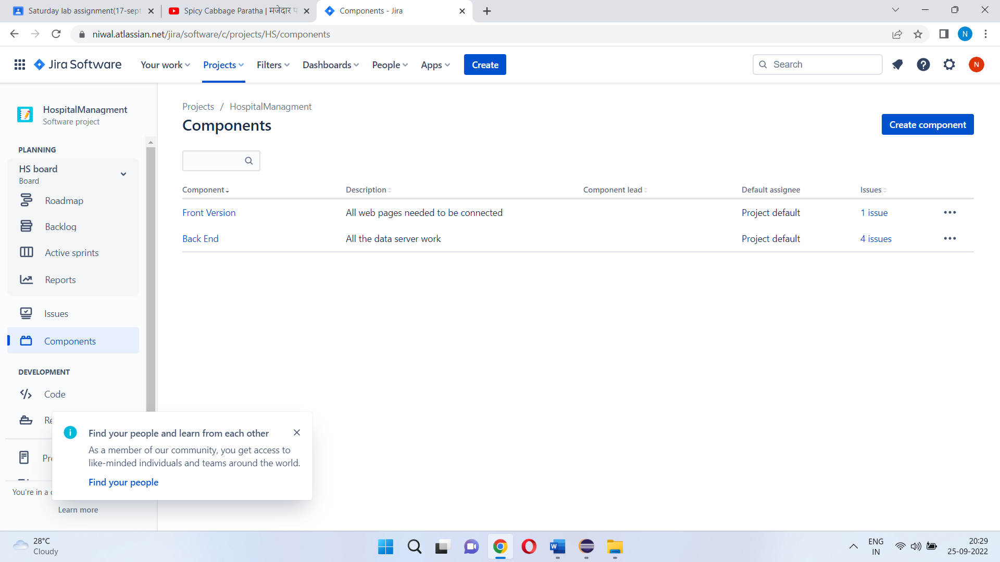 Saturday lab assignment(17-sept
Spicy Cabbage Paratha | मजेदार प
Components - Jira
niwal.atlassian.net/jira/software/c/projects/HS/components
N
Jira Software
Your work
Projects
Filters
Dashboards
People
Apps
Create
Search
N
HospitalManagment
Software project
PLANNING
HS board
Board
Roadmap
Backlog
Active sprints
Reports
Issues
Components
DEVELOPMENT
Code
Re
Pro
You're in a c
Learn more
Projects / HospitalManagment
Components
Create component
Component Description Component lead Default assignee Issues
Front Version All web pages needed to be connected Project default 1 issue
Back End All the data server work Project default 4 issues
Find your people and learn from each other
As a member of our community, you get access to
like-minded individuals and teams around the world.
Find your people
28°C
Cloudy
W
ENG
IN
20:29
25-09-2022